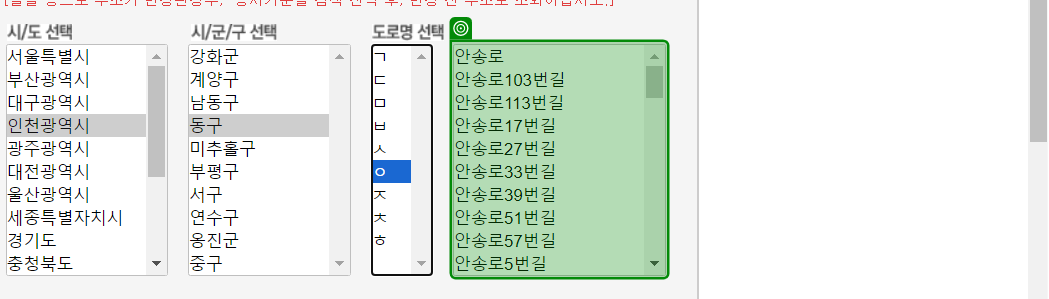 시/도 선택
서울특별시
부산광역시
대구광역시
인천광역시
광주광역시
대전광역시
울산광역시
세종특별자치시
경기도
충청북도
시/군/구 선택
강화군
계양구
남동구
동구
미추홀구
부평구
서구
연수구
옹진군
중구
도로명 선택
ㄱ
ㄷ
ㅁ
ㅂ
ㅅ
ㅇ
ㅈ
ㅊ
ㅎ
안송로
안송로103번길
안송로113번길
안송로17번길
안송로27번길
안송로33번길
안송로39번길
안송로51번길
안송로57번길
안송로5번길